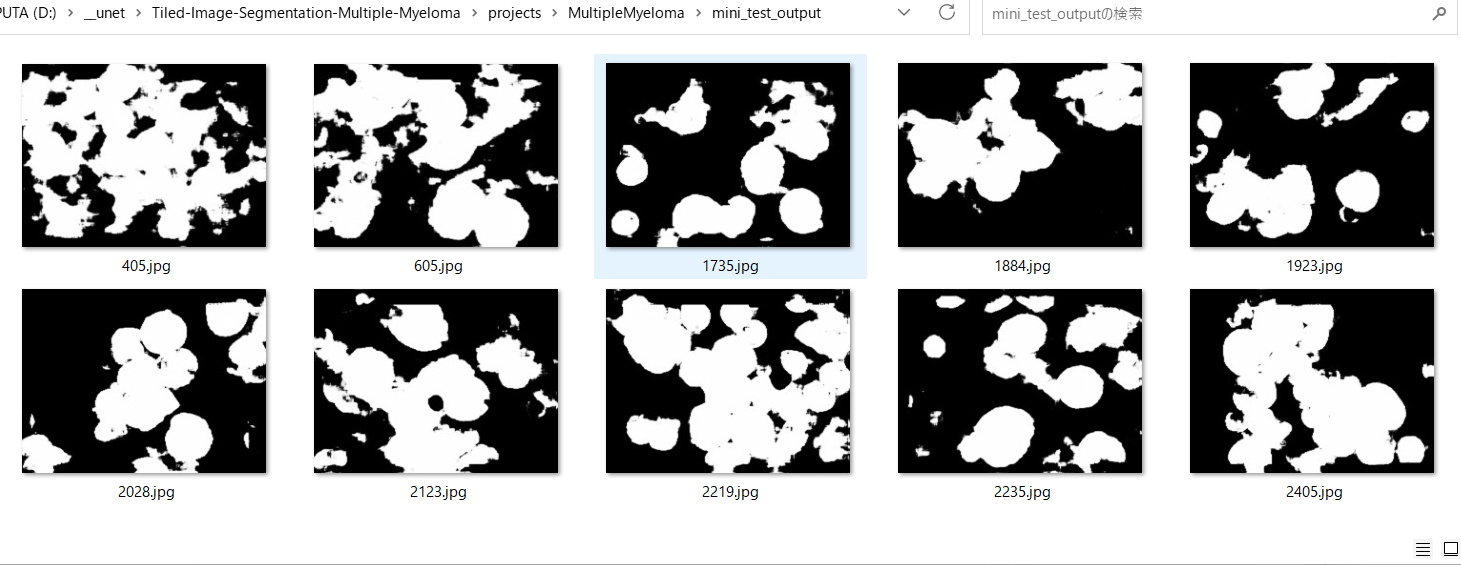 PUTA (D:) > __unet > Tiled-Image-Segmentation-Multiple-Myeloma > projects > MultipleMyeloma > mini_test_output
mini_test_outputの検索
405.jpg
605.jpg
1735.jpg
1884.jpg
1923.jpg
2028.jpg
2123.jpg
2219.jpg
2235.jpg
2405.jpg